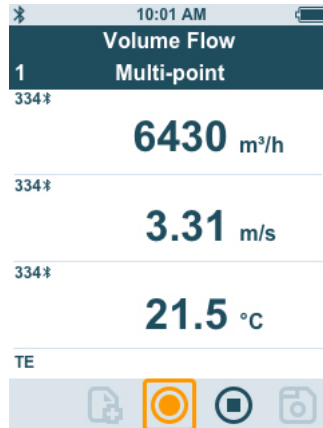 10:01 AM
Volume Flow
1 Multi-point
334
6430 m³/h
334
3.31 m/s
334
21.5 °C
TE